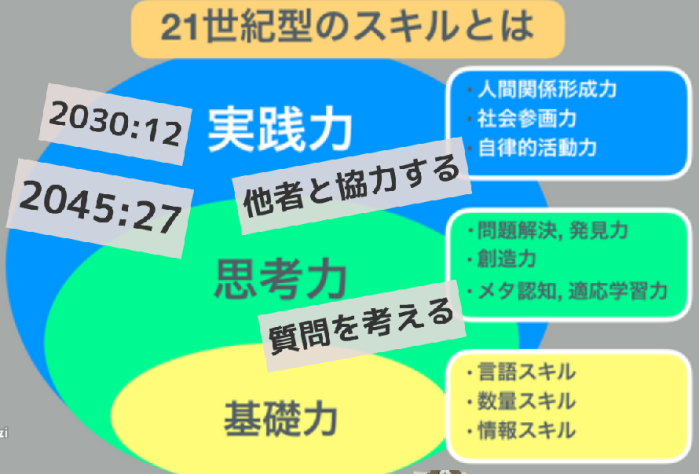 21世紀型のスキルとは
2030:12
2045:27
実践力
・人間関係形成力
・社会参画力
・自律的活動力
他者と協力する
思考力
・問題解決, 発見力
・創造力
・メタ認知, 適応学習力
質問を考える
基礎力
・言語スキル
・数量スキル
・情報スキル
zi